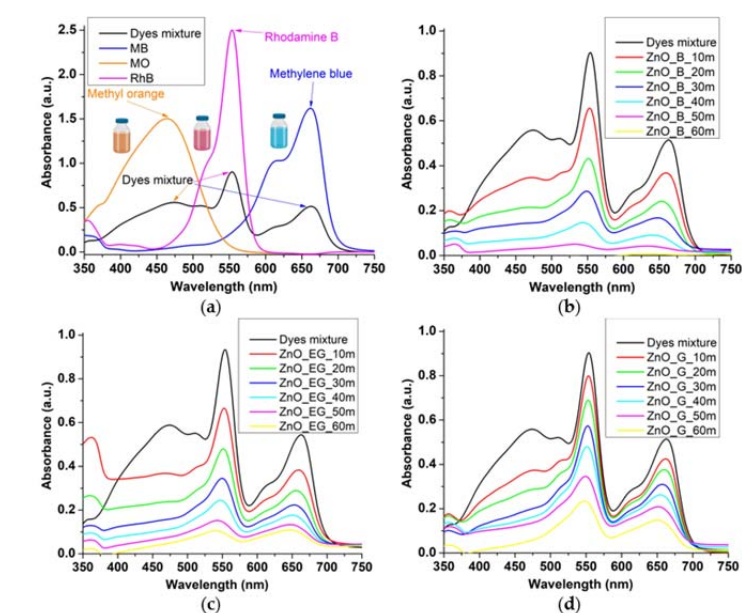 2.5
2.0
1.5
1.0
0.5
0.0
Absorbance (a.u.)
Dyes mixture
MB
MO
RhB
Rhodamine B
Methylene blue
Methyl orange
Dyes mixture
350 400 450 500 550 600 650 700 750
Wavelength (nm)
(a)
1.0
0.8
0.6
0.4
0.2
0.0
Absorbance (a.u.)
Dyes mixture
ZnO_B_10m
ZnO_B_20m
ZnO_B_30m
ZnO_B_40m
ZnO_B_50m
ZnO_B_60m
350 400 450 500 550 600 650 700 750
Wavelength (nm)
(b)
1.0
0.8
0.6
0.4
0.2
0.0
Absorbance (a.u.)
Dyes mixture
ZnO_EG_10m
ZnO_EG_20m
ZnO_EG_30m
ZnO_EG_40m
ZnO_EG_50m
ZnO_EG_60m
350 400 450 500 550 600 650 700 750
Wavelength (nm)
(c)
1.0
0.8
0.6
0.4
0.2
0.0
Absorbance (a.u.)
Dyes mixture
ZnO_G_10m
ZnO_G_20m
ZnO_G_30m
ZnO_G_40m
ZnO_G_50m
ZnO_G_60m
350 400 450 500 550 600 650 700 750
Wavelength (nm)
(d)